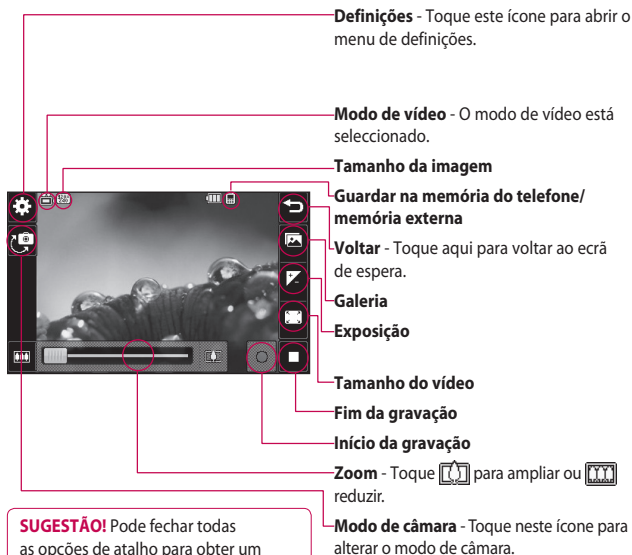 Definições - Toque este ícone para abrir o
menu de definições.
Modo de vídeo - O modo de vídeo está
seleccionado.
Tamanho da imagem
Guardar na memória do telefone/
memória externa
Voltar - Toque aqui para voltar ao ecrã
de espera.
Galeria
Exposição
Tamanho do vídeo
Fim da gravação
Início da gravação
Zoom - Toque para ampliar ou
reduzir.
Modo de câmara - Toque neste ícone para
alterar o modo de câmara.
SUGESTÃO! Pode fechar todas
as opções de atalho para obter um